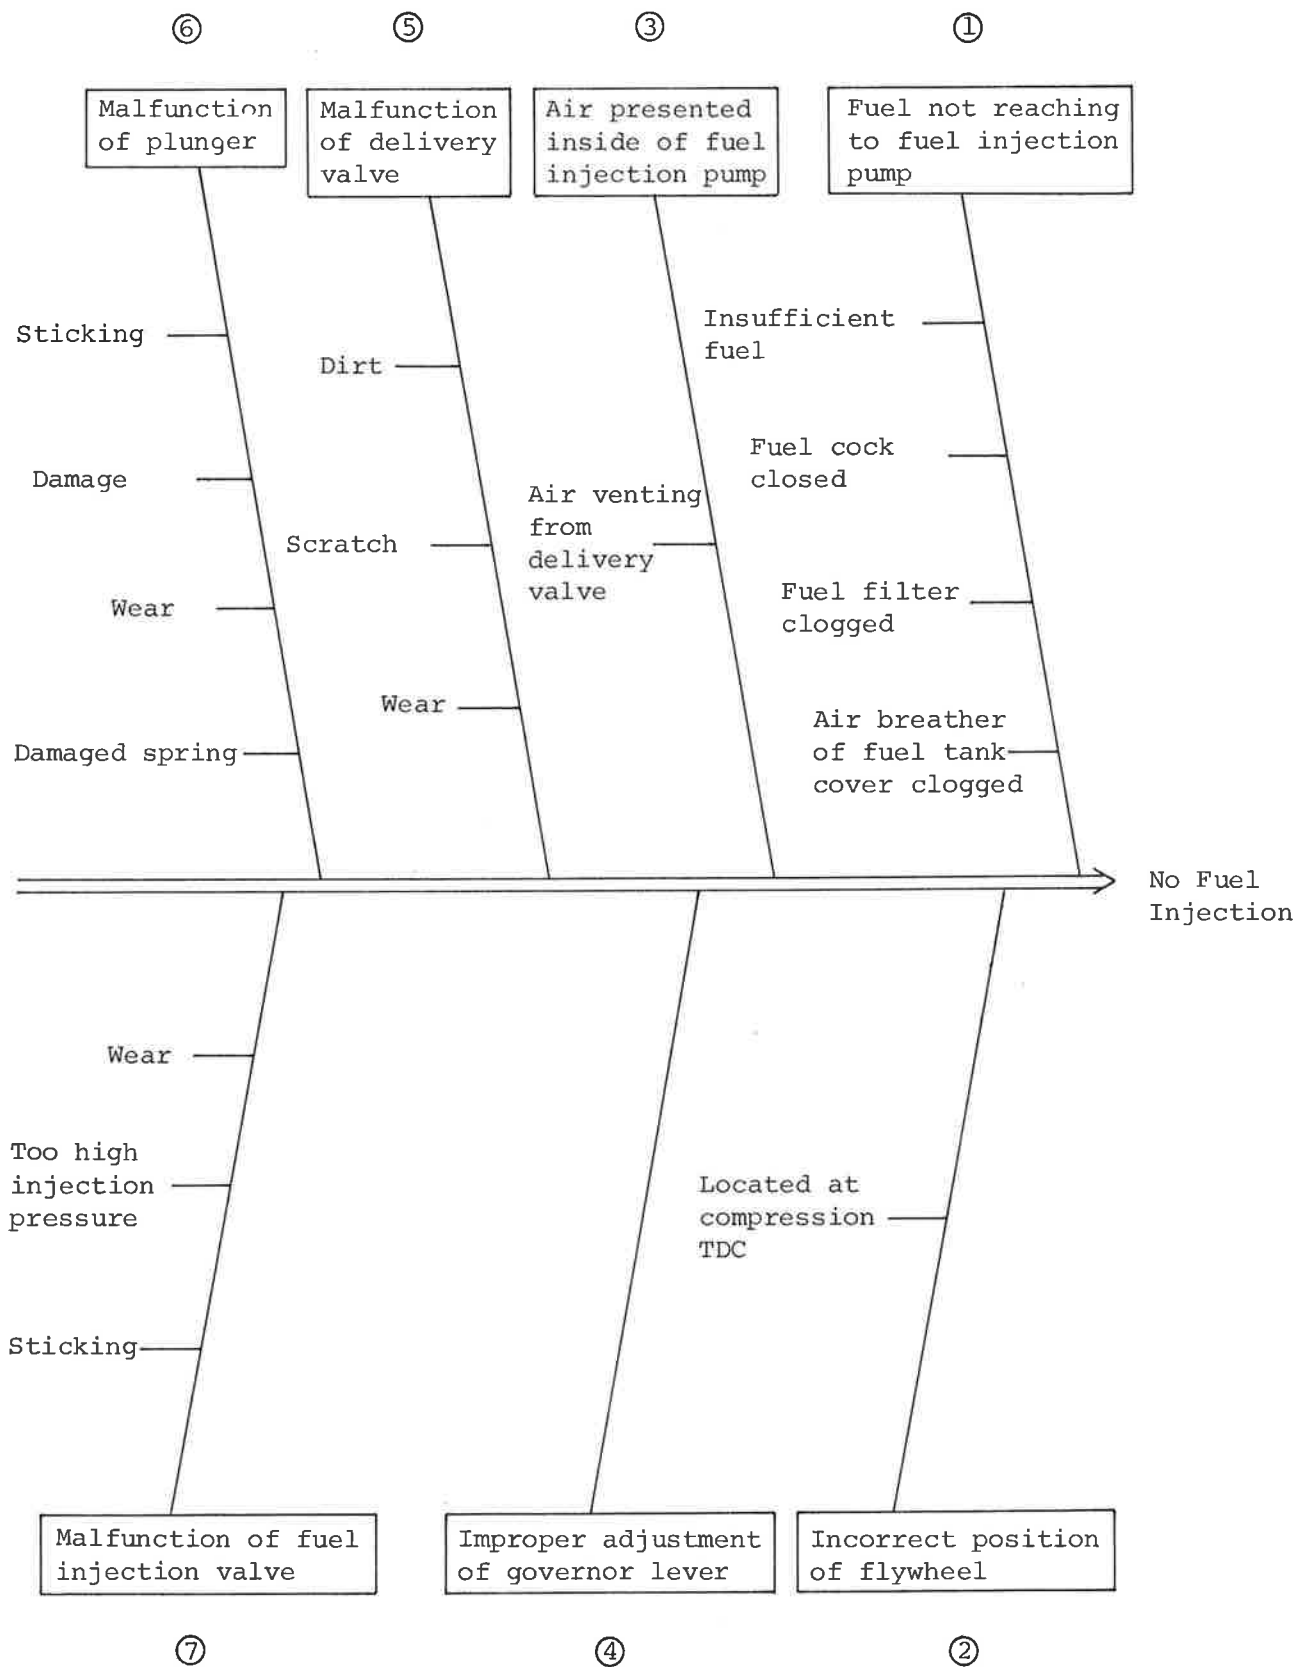 ⑥
⑤
③
①
Malfunction
of plunger
Malfunction
of delivery
valve
Air presented
inside of fuel
injection pump
Fuel not reaching
to fuel injection
pump
Sticking
Damage
Wear
Damaged spring
Dirt
Scratch
Wear
Air venting
from
delivery
valve
Insufficient
fuel
Fuel cock
closed
Fuel filter
clogged
Air breather
of fuel tank
cover clogged
No Fuel
Injection
Wear
Too high
injection
pressure
Sticking
Located at
compression
TDC
Malfunction of fuel
injection valve
Improper adjustment
of governor lever
Incorrect position
of flywheel
⑦
④
②